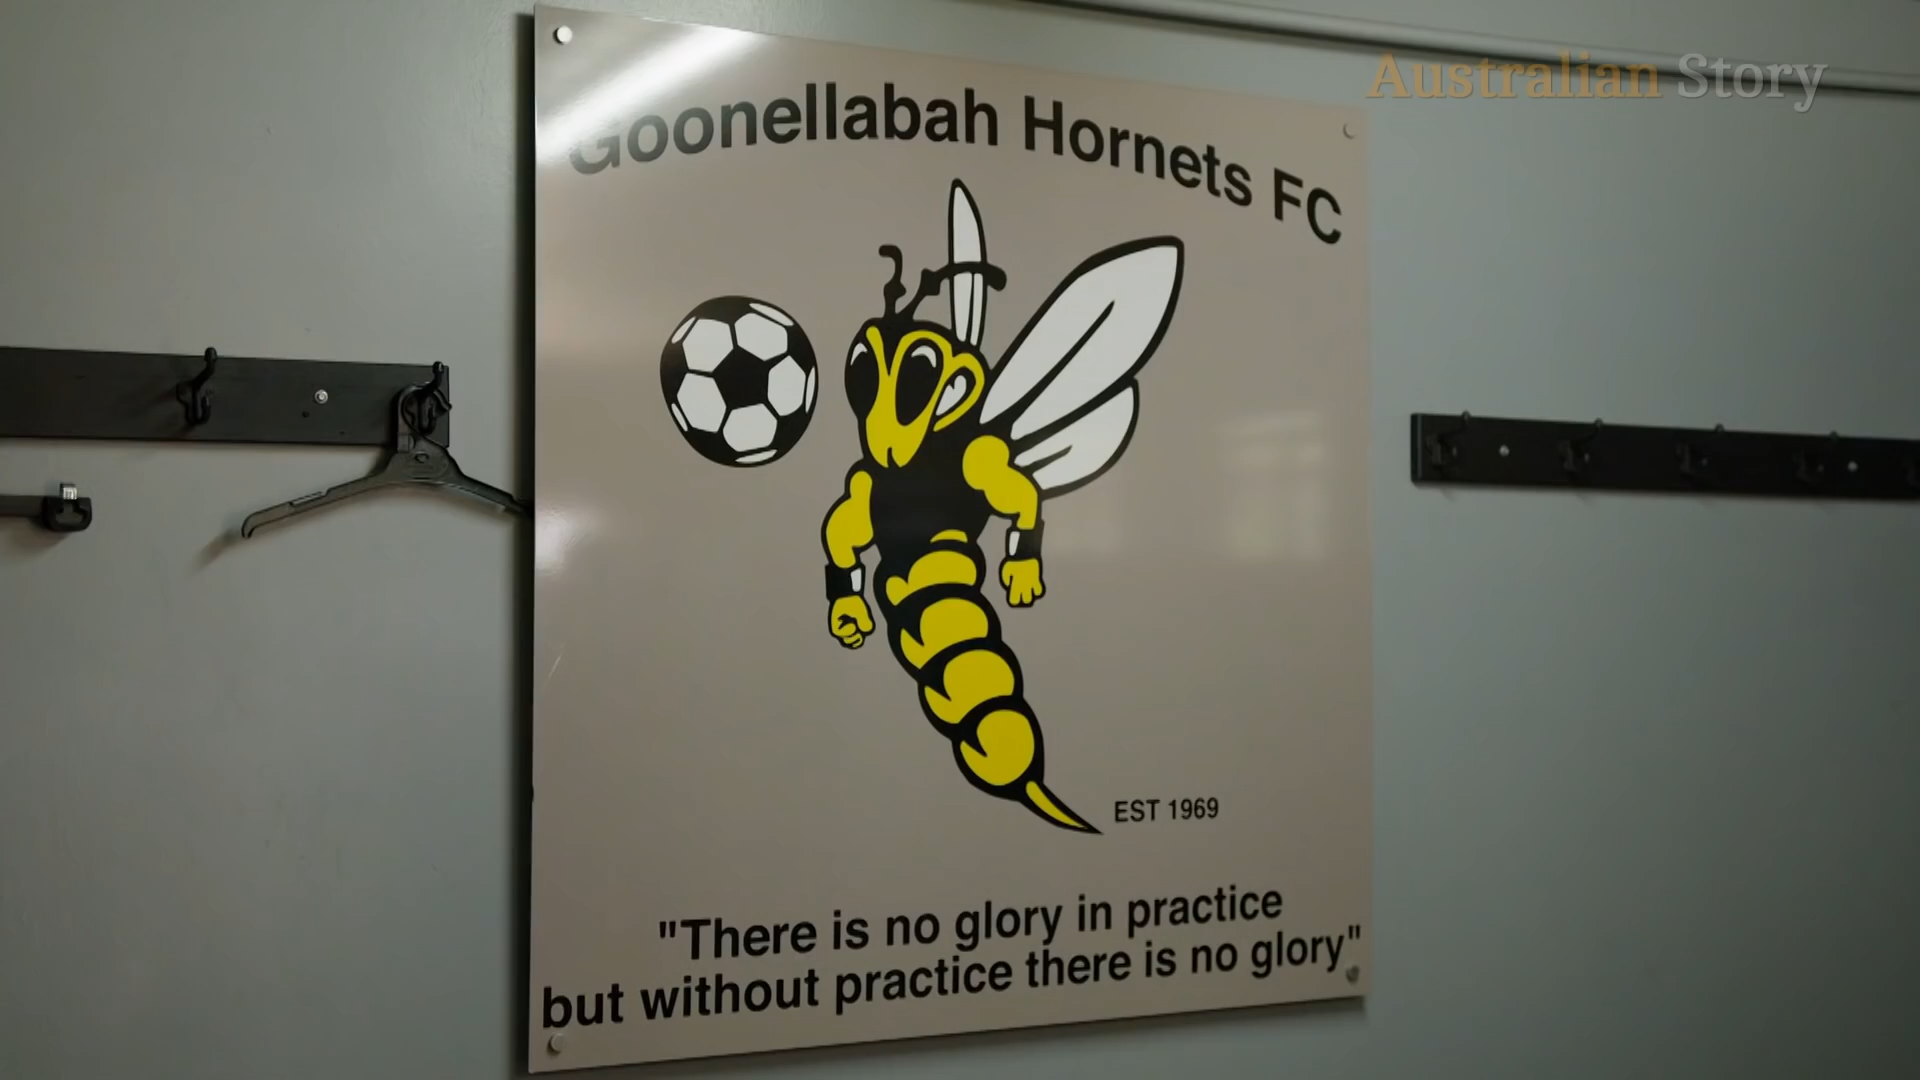 Australian Story
Goonellabah Hornets FC
EST 1969
"There is no glory in practice
but without practice there is no glory"